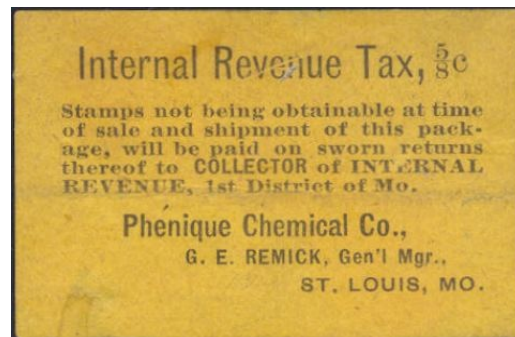 Internal Revenue Tax, ⅝c
Stamps not being obtainable at time
of sale and shipment of this pack-
age, will be paid on sworn returns
thereof to COLLECTOR of INTERNAL
REVENUE, 1st District of Mo.
Phénique Chemical Co.,
G. E. REMICK, Gen'l Mgr.,
ST. LOUIS, MO.